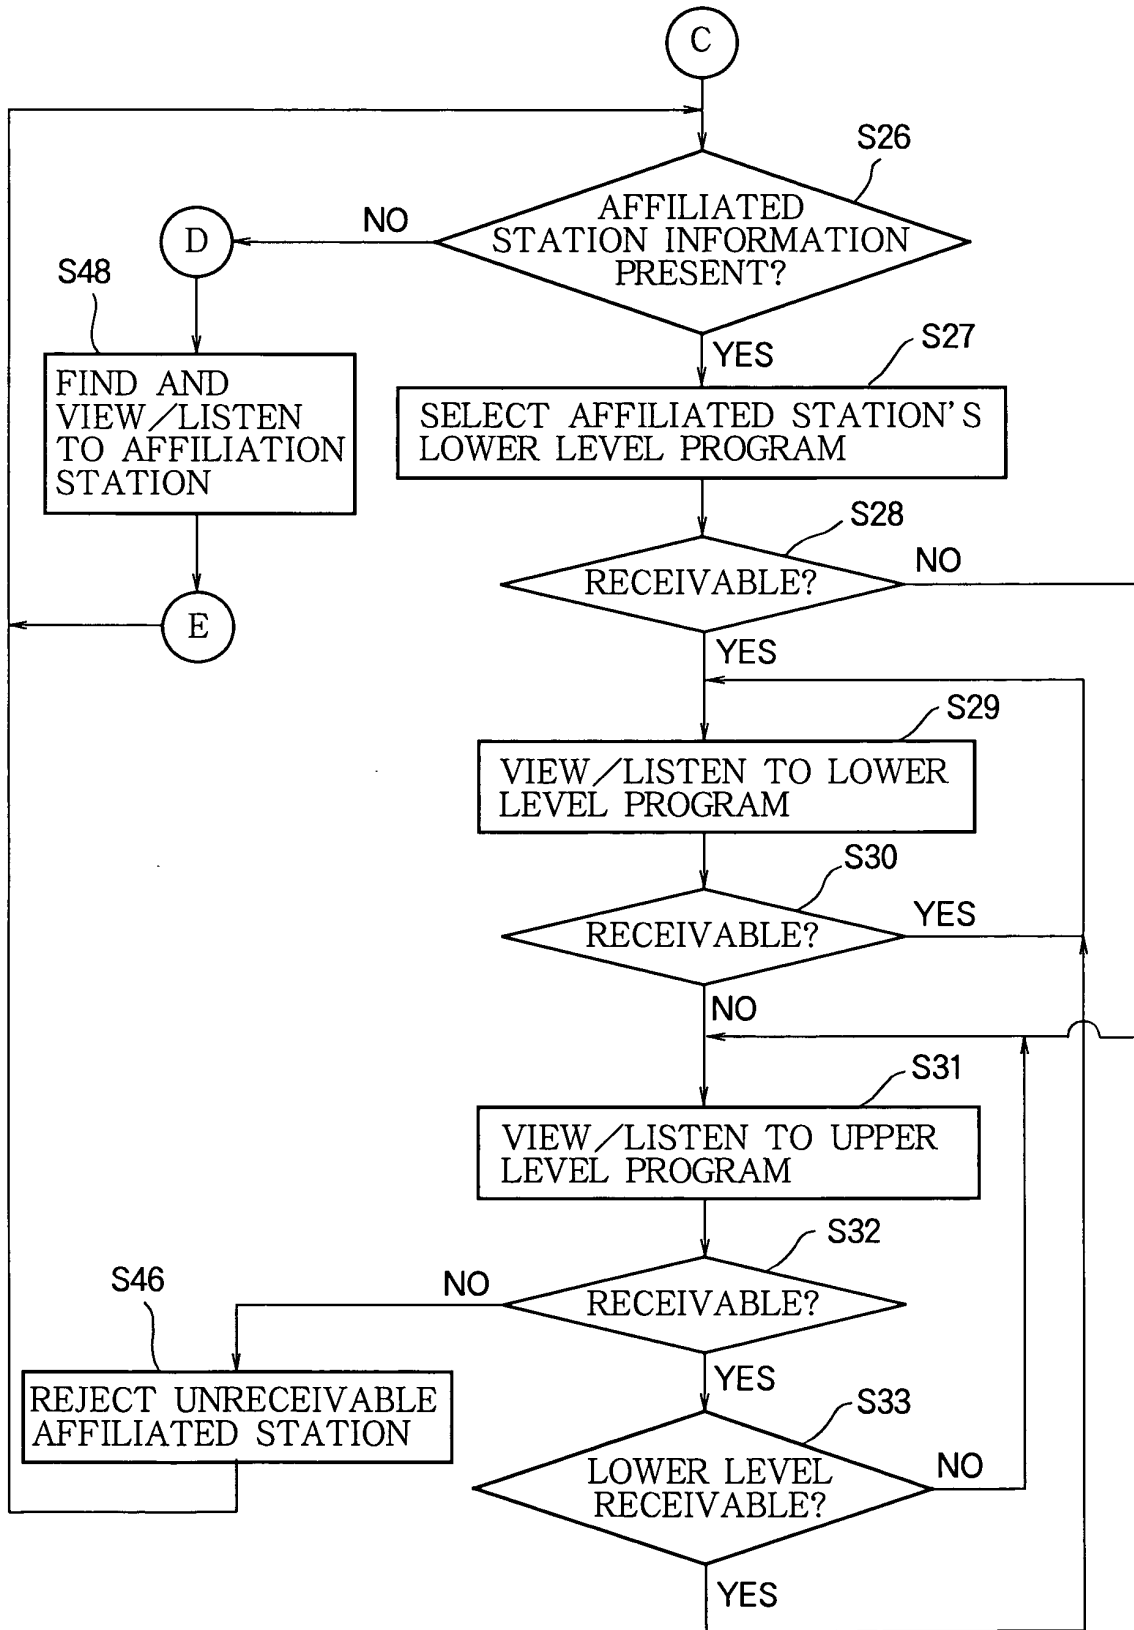 C
S26
AFFILIATED
STATION INFORMATION
PRESENT?
NO
D
S48
YES
S27
FIND AND
VIEW/LISTEN
TO AFFILIATION
STATION
SELECT AFFILIATED STATION'S
LOWER LEVEL PROGRAM
S28
RECEIVABLE?
NO
E
YES
S29
VIEW/LISTEN TO LOWER
LEVEL PROGRAM
S30
RECEIVABLE?
YES
NO
S31
VIEW/LISTEN TO UPPER
LEVEL PROGRAM
S32
RECEIVABLE?
NO
S46
YES
REJECT UNRECEIVABLE
AFFILIATED STATION
S33
LOWER LEVEL
RECEIVABLE?
NO
YES